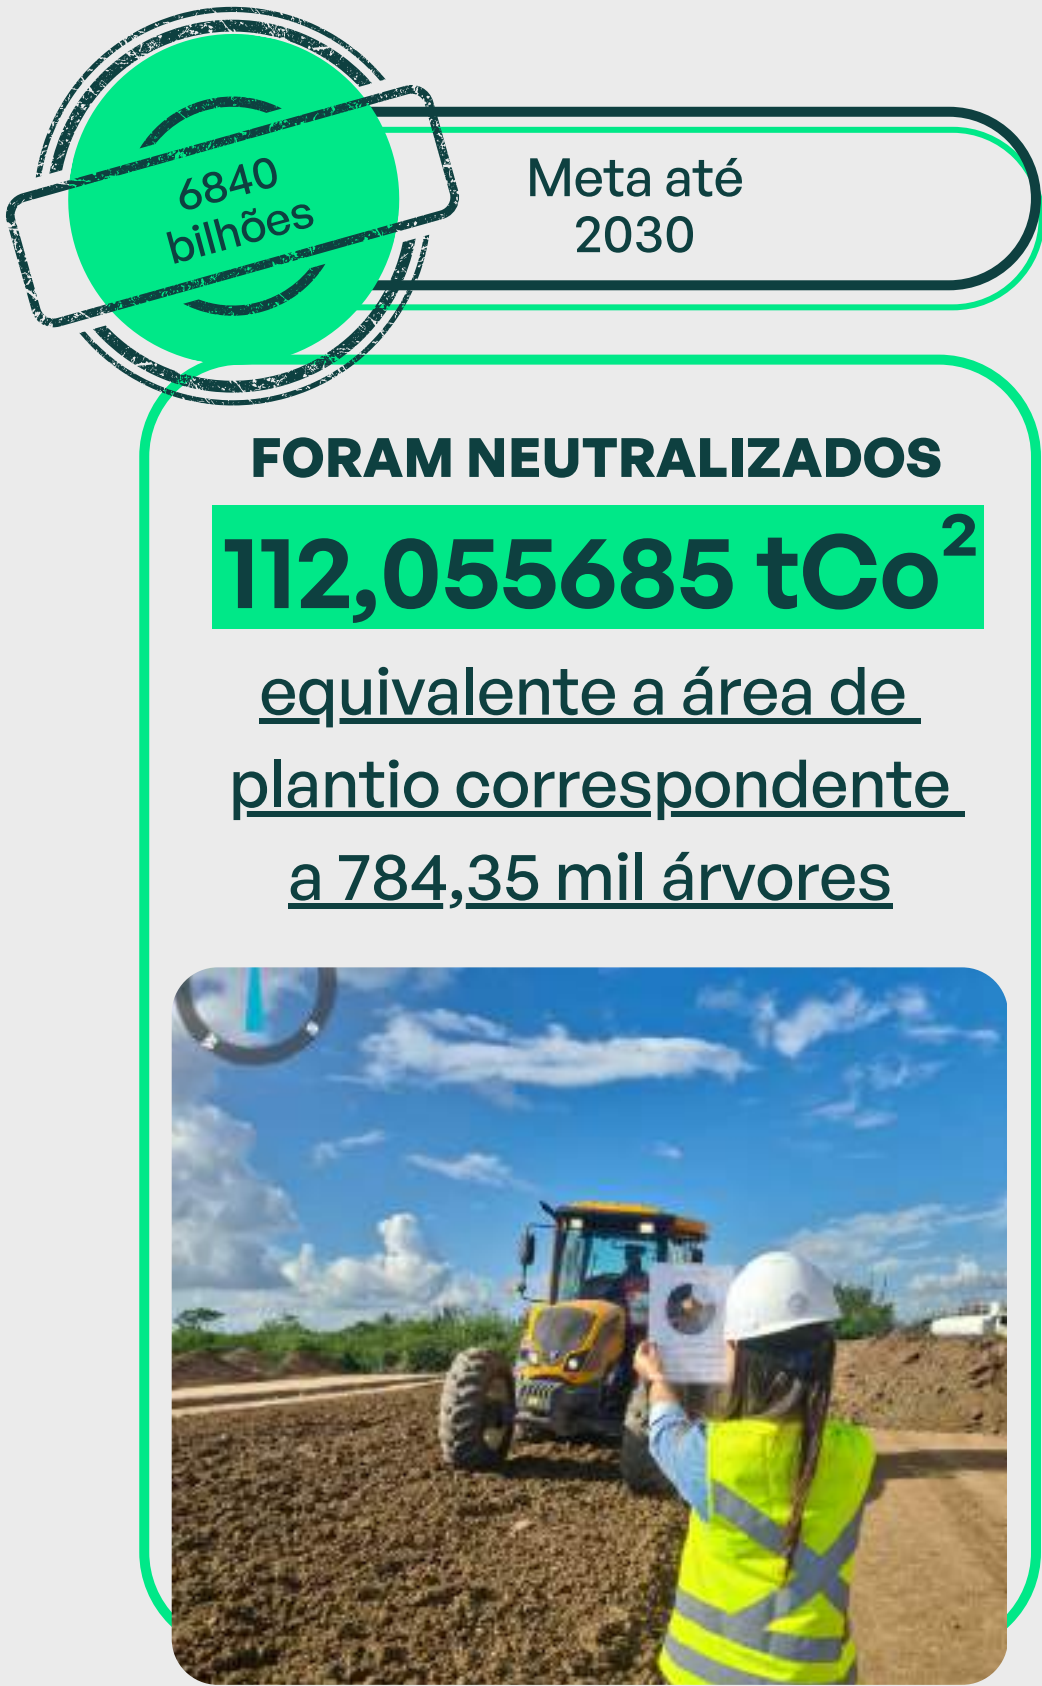 6840
bilhões
Meta até
2030
FORAM NEUTRALIZADOS
112,055685 tCo²
equivalente a área de
plantio correspondente
a 784,35 mil árvores